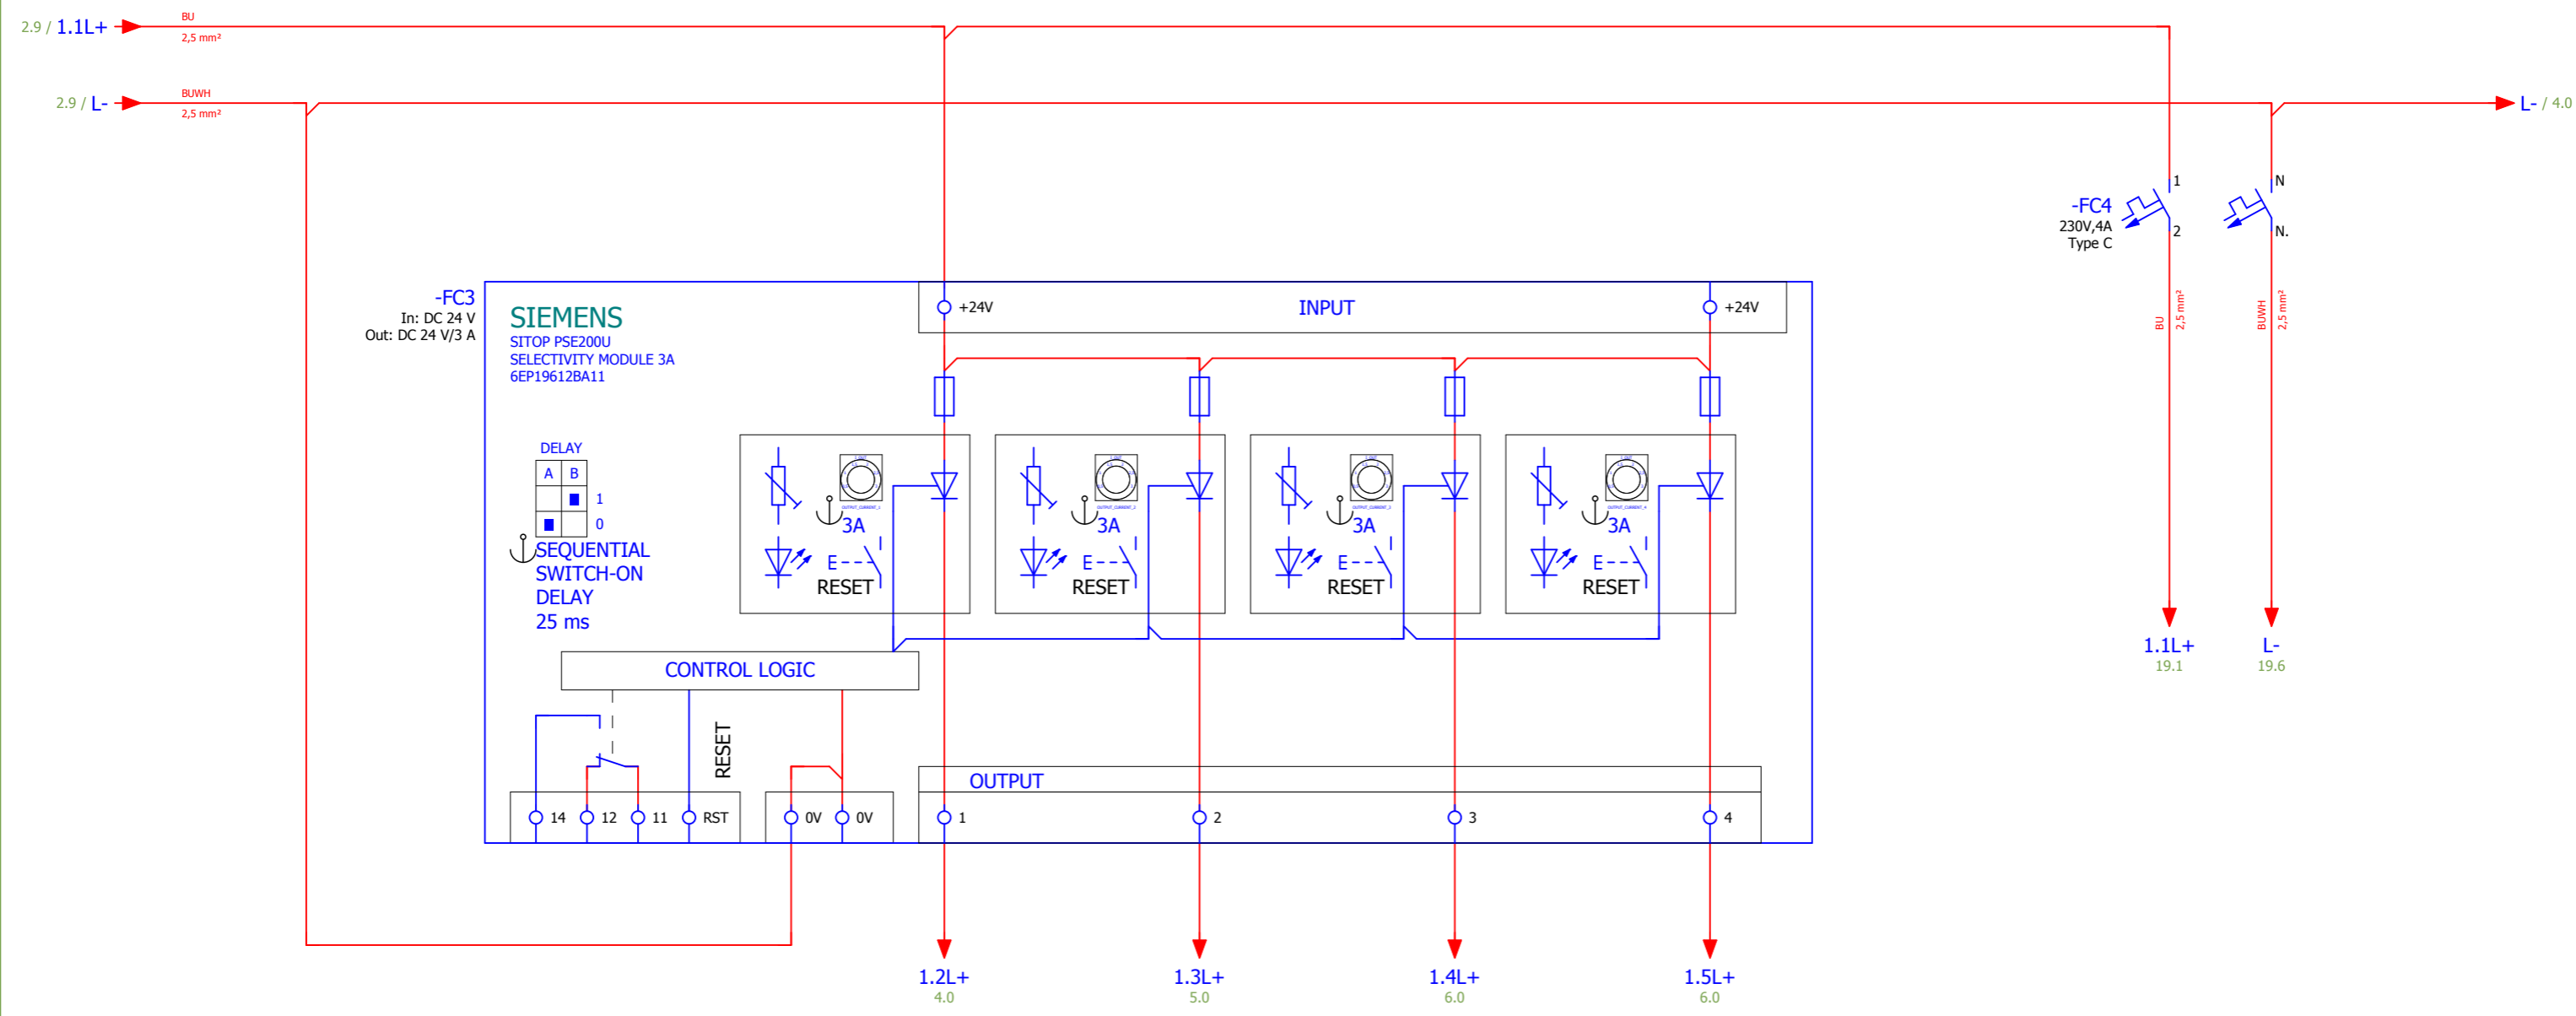 2.9 / 1.1L+
BU
2,5 mm²
2.9 / L-
BUWH
2,5 mm²
L- / 4.0
-FC4
230V,4A
Type C
1
2
N
N.
BU
2,5 mm²
BUWH
2,5 mm²
1.1L+
19.1
L-
19.6
-FC3
In: DC 24 V
Out: DC 24 V/3 A
SIEMENS
SITOP PSE200U
SELECTIVITY MODULE 3A
6EP19612BA11
+24V
INPUT
+24V
DELAY
A B
1
0
SEQUENTIAL
SWITCH-ON
DELAY
25 ms
OUTPUT_CURRENT_1
3A
E
RESET
OUTPUT_CURRENT_2
3A
E
RESET
OUTPUT_CURRENT_3
3A
E
RESET
OUTPUT_CURRENT_4
3A
E
RESET
CONTROL LOGIC
RESET
OUTPUT
14 12 11 RST 0V 0V 1 2 3 4
1.2L+
4.0
1.3L+
5.0
1.4L+
6.0
1.5L+
6.0